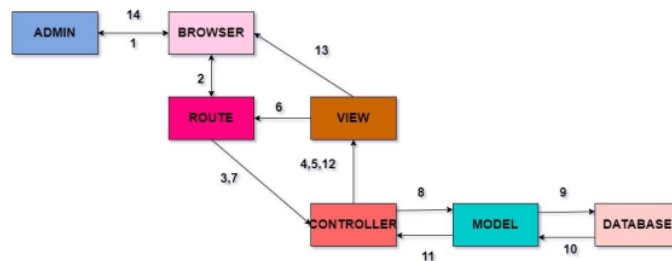 14
ADMIN
BROWSER
1
13
2
6
ROUTE
VIEW
3,7
4,5,12
8
9
CONTROLLER
MODEL
DATABASE
11
10